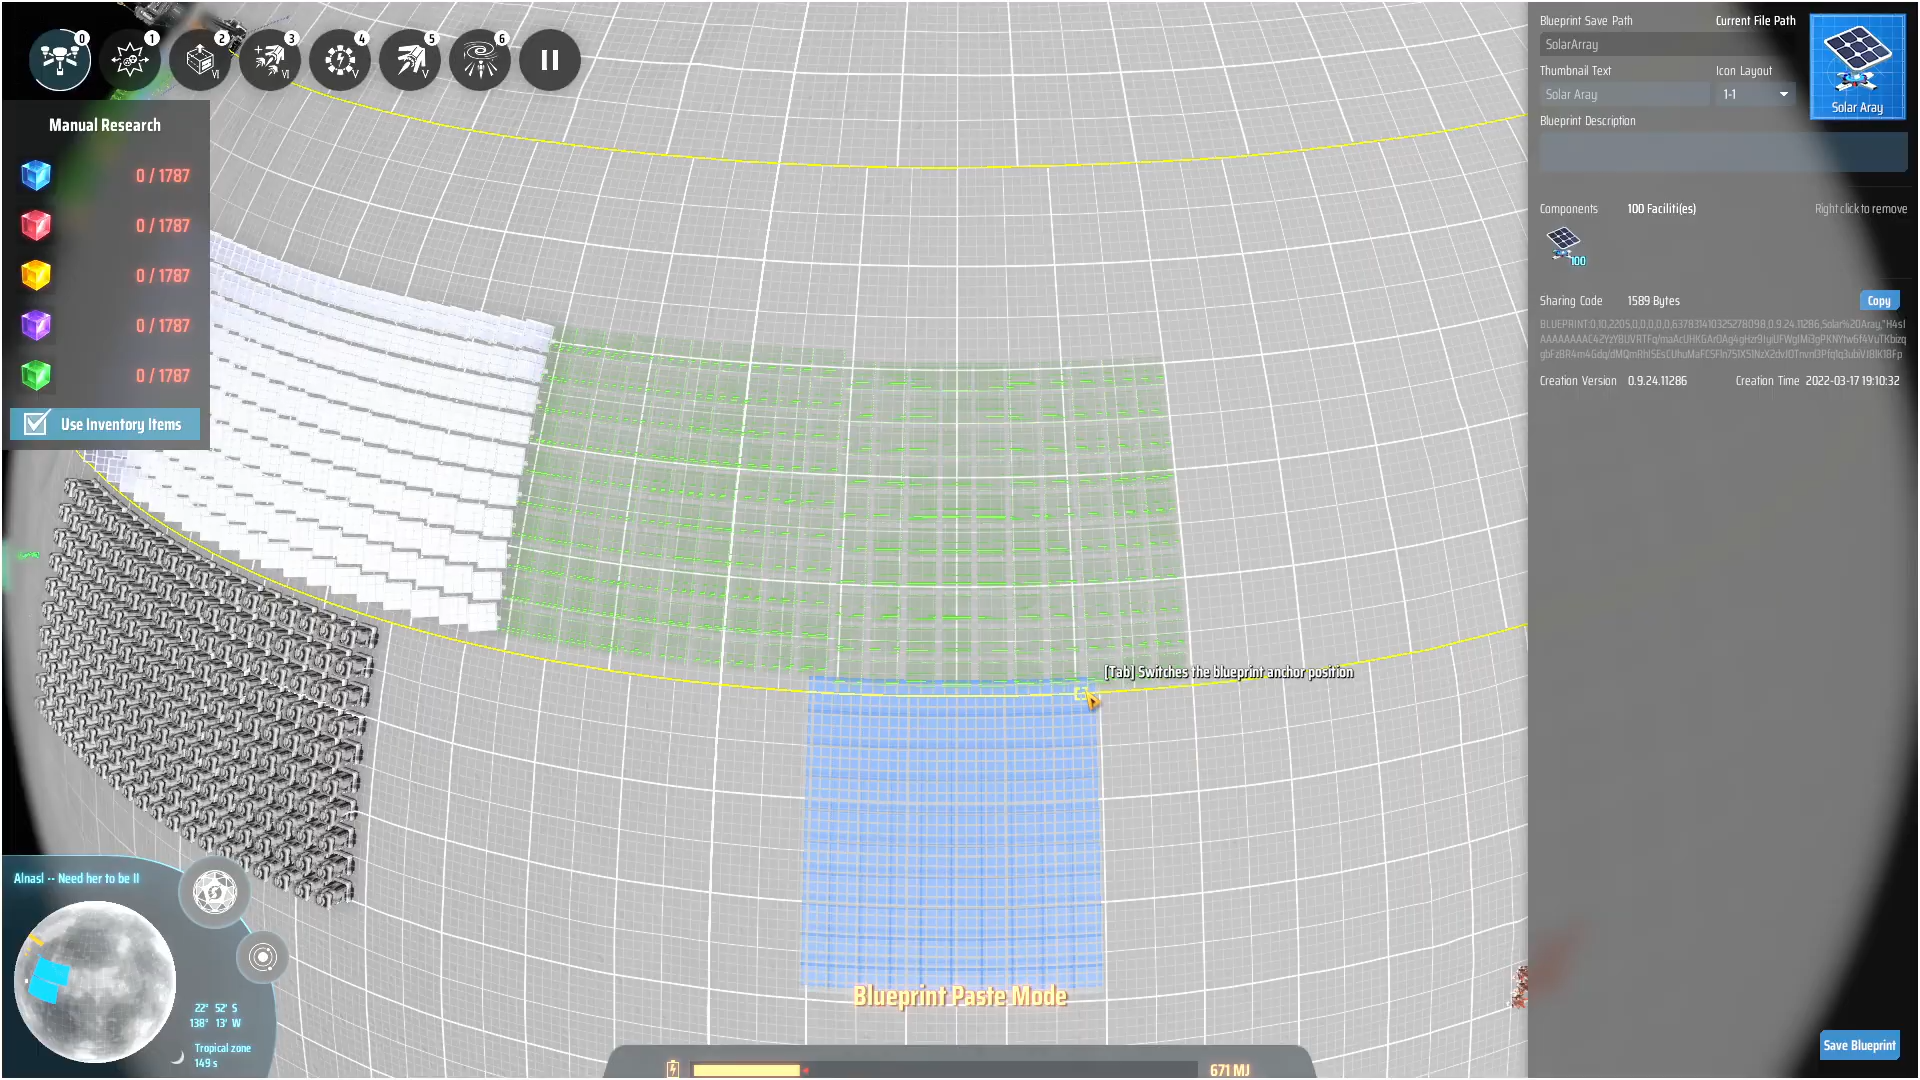 0
1
2
3
4
5
6
VI
VI
V
V
Manual Research
0 / 1787
0 / 1787
0 / 1787
0 / 1787
0 / 1787
Use Inventory Items
Blueprint Save Path
Current File Path
SolarArray
Thumbnail Text
Icon Layout
Solar Aray
1-1
Solar Aray
Blueprint Description
Components
100 Faciliti(es)
Right click to remove
100
Sharing Code
1589 Bytes
Copy
Creation Version
0.9.24.11286
Creation Time
2022-03-17 19:10:32
[Tab] Switches the blueprint anchor position
Blueprint Paste Mode
Alnasl -- Need her to be II
22° 52' S
138° 13' W
Tropical zone
149 s
671 MJ
Save Blueprint